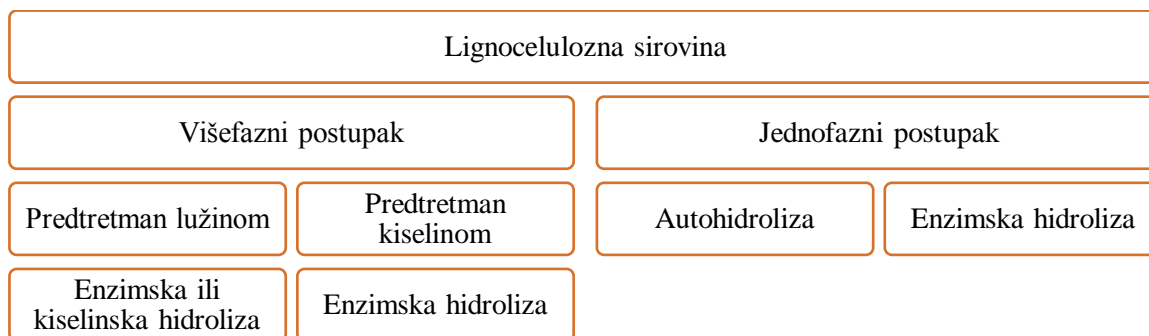 Lignocelulozna sirovina
Višefazni postupak
Jednofazni postupak
Predtretman lužinom
Predtretman
kiselinom
Autohidroliza
Enzimska hidroliza
Enzimska ili
kiselinska hidroliza
Enzimska hidroliza